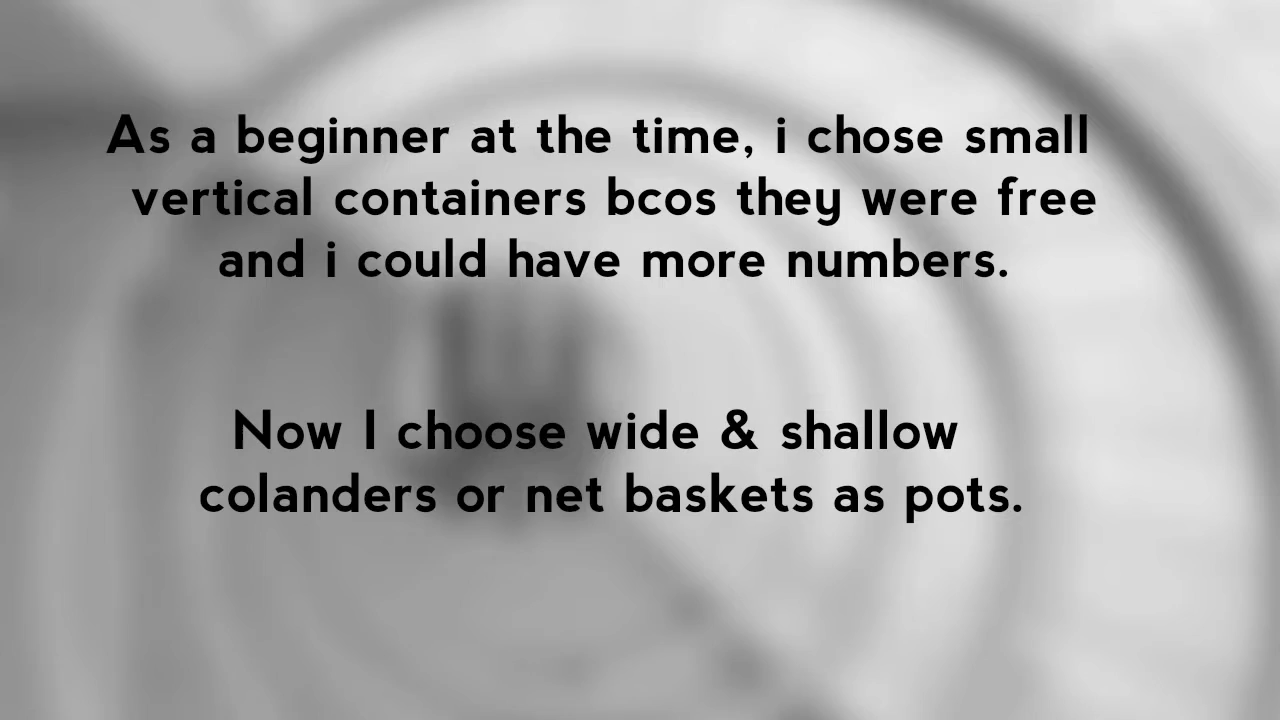 As a beginner at the time, i chose small
vertical containers bcos they were free
and i could have more numbers.
Now I choose wide & shallow
colanders or net baskets as pots.